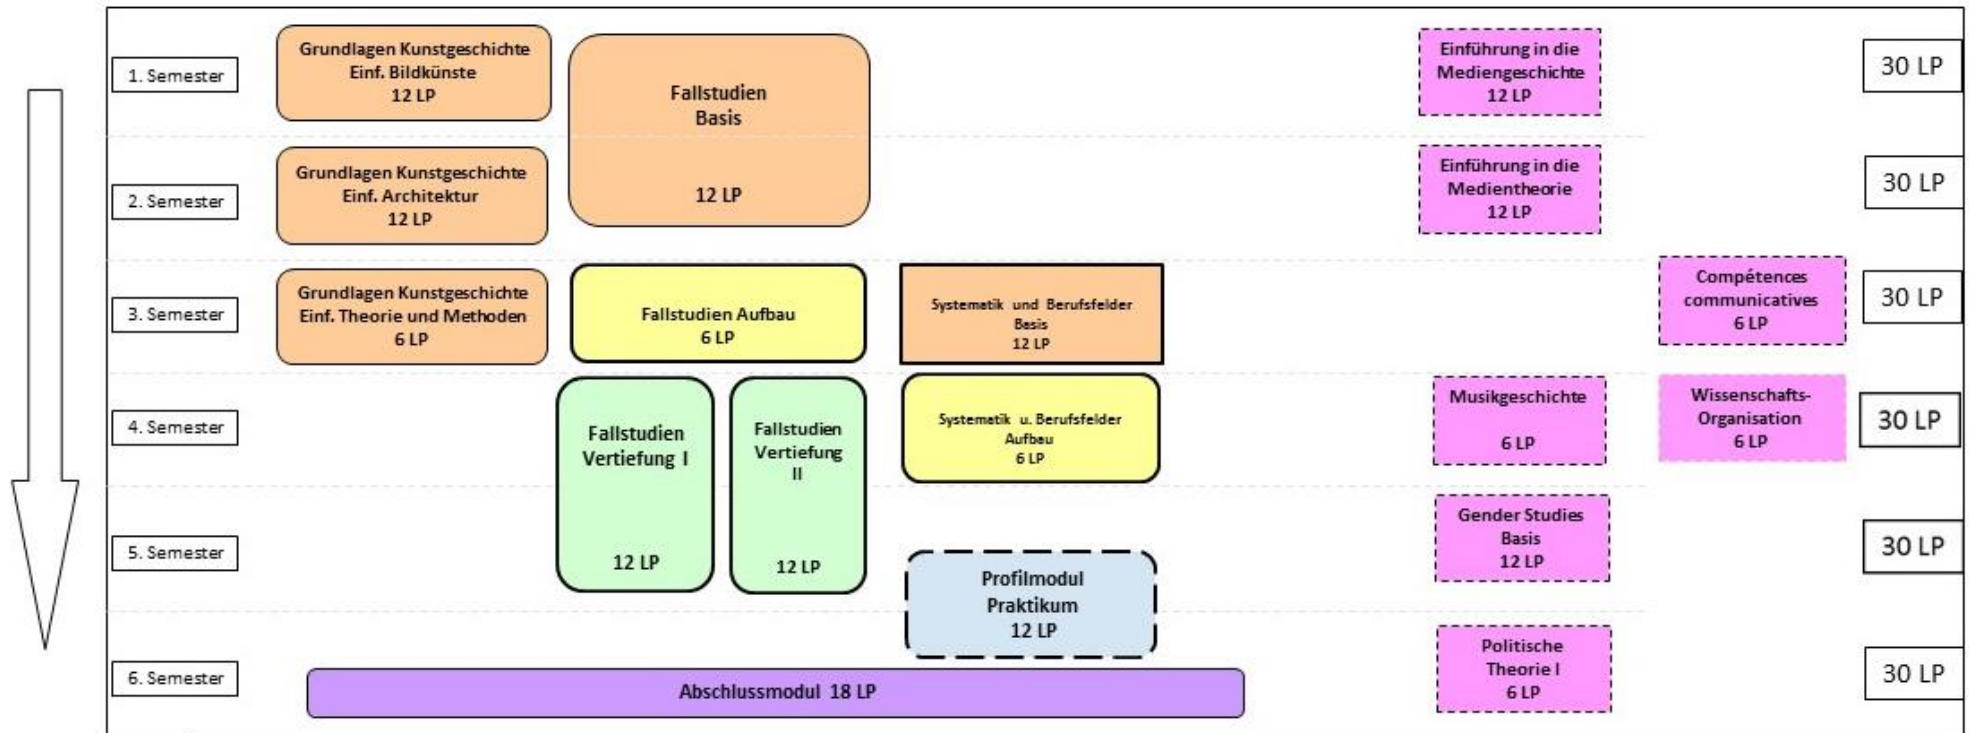 1. Semester
Grundlagen Kunstgeschichte
Einf. Bildkünste
12 LP
Fallstudien
Basis
12 LP
Einführung in die
Mediengeschichte
12 LP
30 LP
2. Semester
Grundlagen Kunstgeschichte
Einf. Architektur
12 LP
Einführung in die
Medientheorie
12 LP
30 LP
3. Semester
Grundlagen Kunstgeschichte
Einf. Theorie und Methoden
6 LP
Fallstudien Aufbau
6 LP
Systematik und Berufsfelder
Basis
12 LP
Compétences
communicatives
6 LP
30 LP
4. Semester
Fallstudien
Vertiefung I
12 LP
Fallstudien
Vertiefung
II
12 LP
Systematik u. Berufsfelder
Aufbau
6 LP
Musikgeschichte
6 LP
Wissenschafts-
Organisation
6 LP
30 LP
5. Semester
Profilmodul
Praktikum
12 LP
Gender Studies
Basis
12 LP
30 LP
6. Semester
Abschlussmodul 18 LP
Politische
Theorie I
6 LP
30 LP